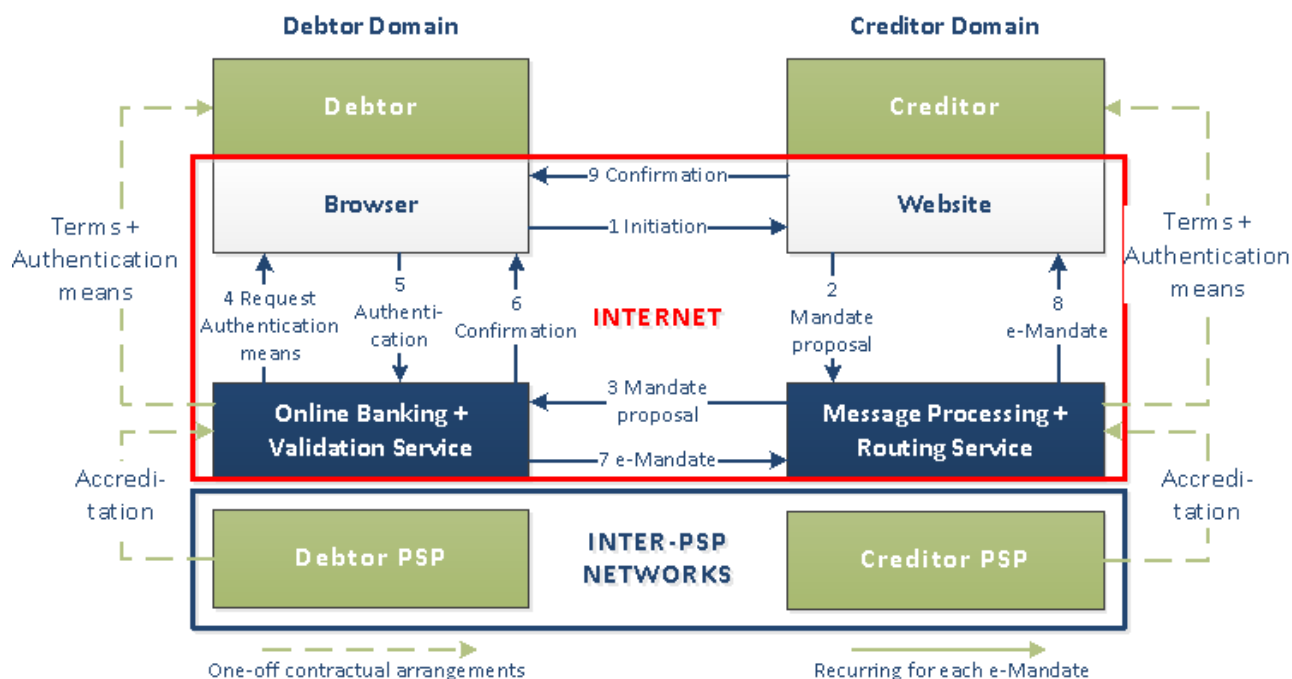 Debtor Domain
Creditor Domain
Debtor
Creditor
9 Confirmation
Browser
Website
1 Initiation
Terms +
Authentication
means
Terms +
Authentication
means
4 Request
Authentication
means
5
Authenti-
cation
6
Confirmation
INTERNET
2
Mandate
proposal
8
e-Mandate
3 Mandate
proposal
Online Banking +
Validation Service
Message Processing +
Routing Service
7 e-Mandate
Accredi-
tation
Accredi-
tation
Debtor PSP
INTER-PSP
NETWORKS
Creditor PSP
One-off contractual arrangements
Recurring for each e-Mandate